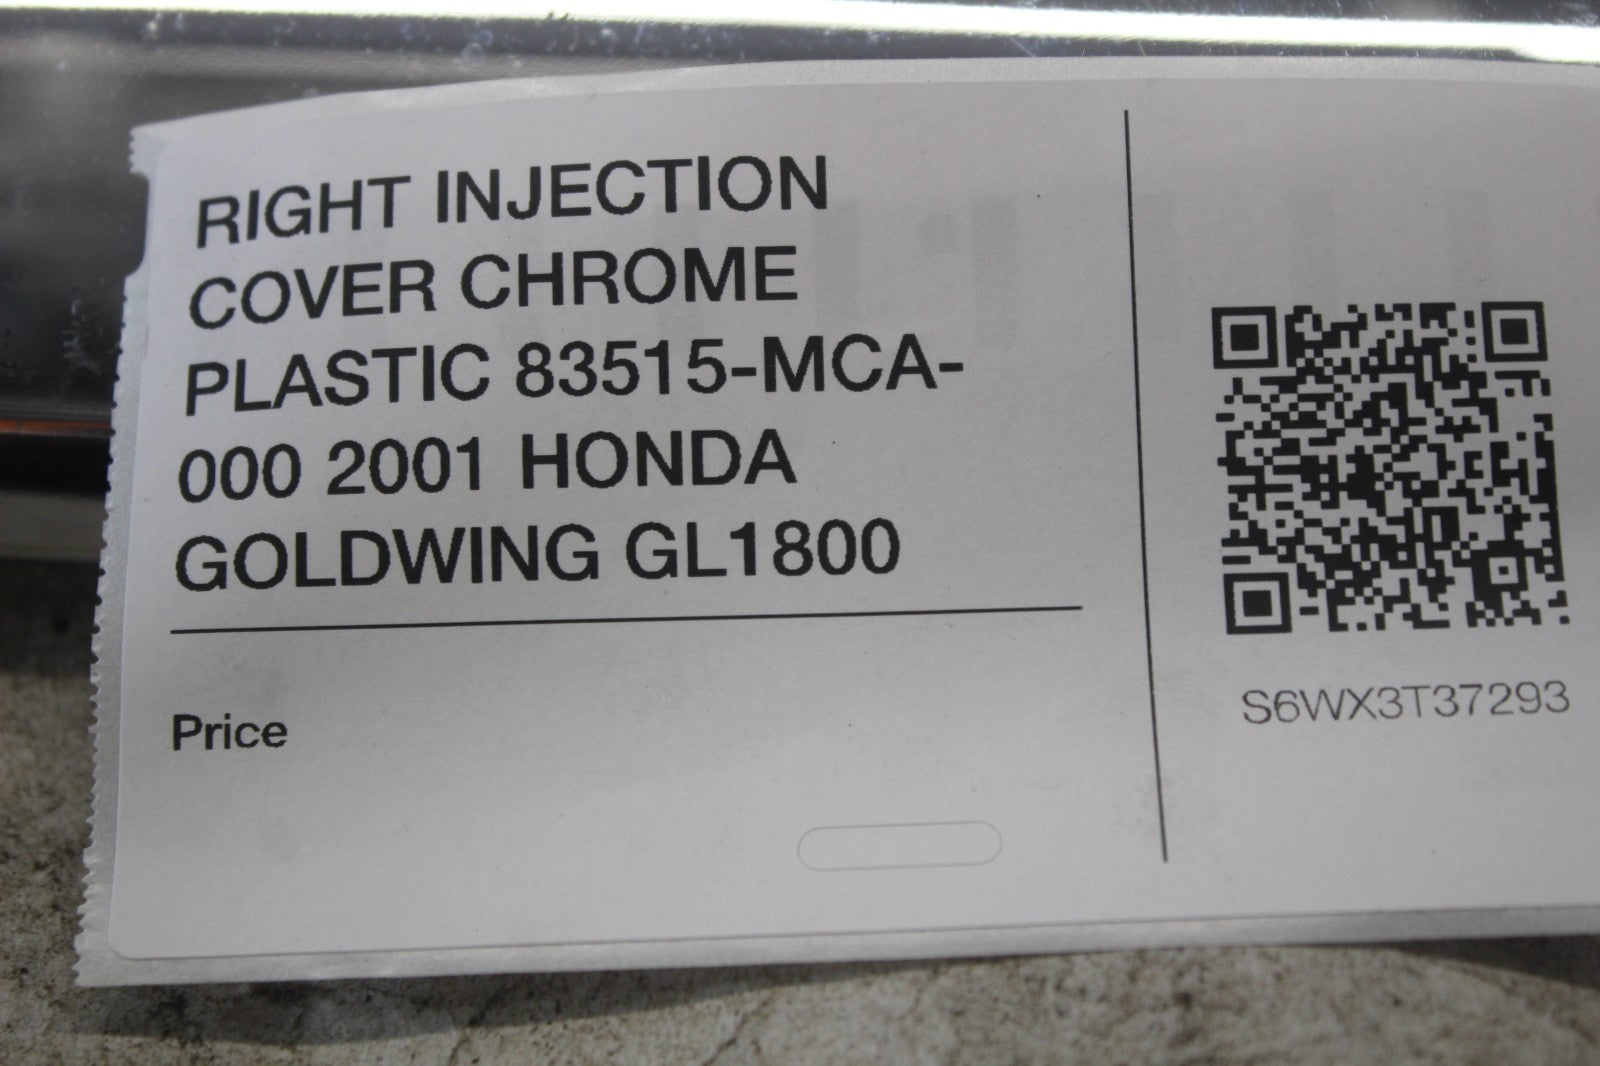 RIGHT INJECTION
COVER CHROME
PLASTIC 83515-MCA-
000 2001 HONDA
GOLDWING GL1800
Price
S6WX3T37293